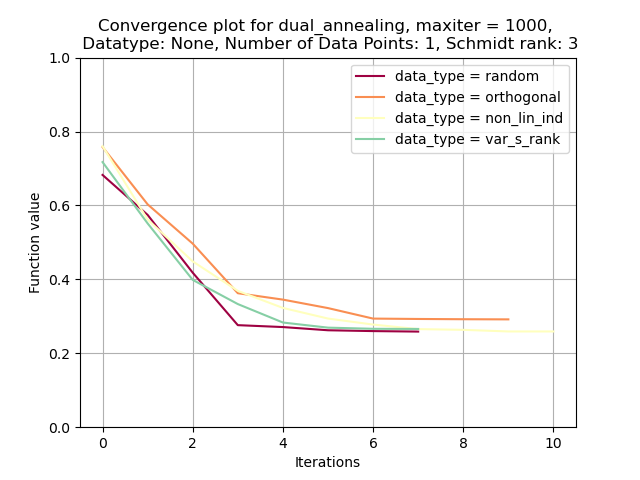 Convergence plot for dual_annealing, maxiter = 1000,
Datatype: None, Number of Data Points: 1, Schmidt rank: 3
data_type = random
data_type = orthogonal
data_type = non_lin_ind
data_type = var_s_rank
Function value
1.0
0.8
0.6
0.4
0.2
0.0
0 2 4 6 8 10
Iterations